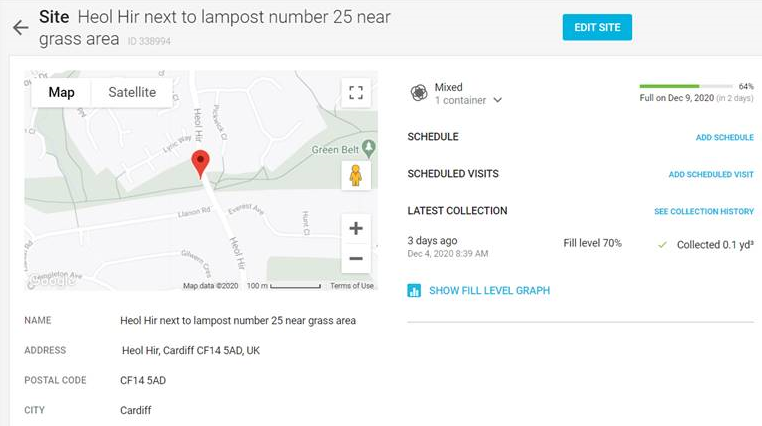 Site Heol Hir next to lampost number 25 near
grass area ID 338994
EDIT SITE
Map Satellite
Heol Hir
Pickwick Cl
Lyric Way
Green Belt
Llanon Rd
Everest Ave
Hunt Cl
Heol Hir
Gilwern Cres
Templeton Ave
Google
Map data ©2020 100 m Terms of Use
NAME Heol Hir next to lampost number 25 near grass area
ADDRESS Heol Hir, Cardiff CF14 5AD, UK
POSTAL CODE CF14 5AD
CITY Cardiff
Mixed
1 container
64%
Full on Dec 9, 2020 (in 2 days)
SCHEDULE ADD SCHEDULE
SCHEDULED VISITS ADD SCHEDULED VISIT
LATEST COLLECTION SEE COLLECTION HISTORY
3 days ago Fill level 70% Collected 0.1 yd³
Dec 4, 2020 8:39 AM
SHOW FILL LEVEL GRAPH